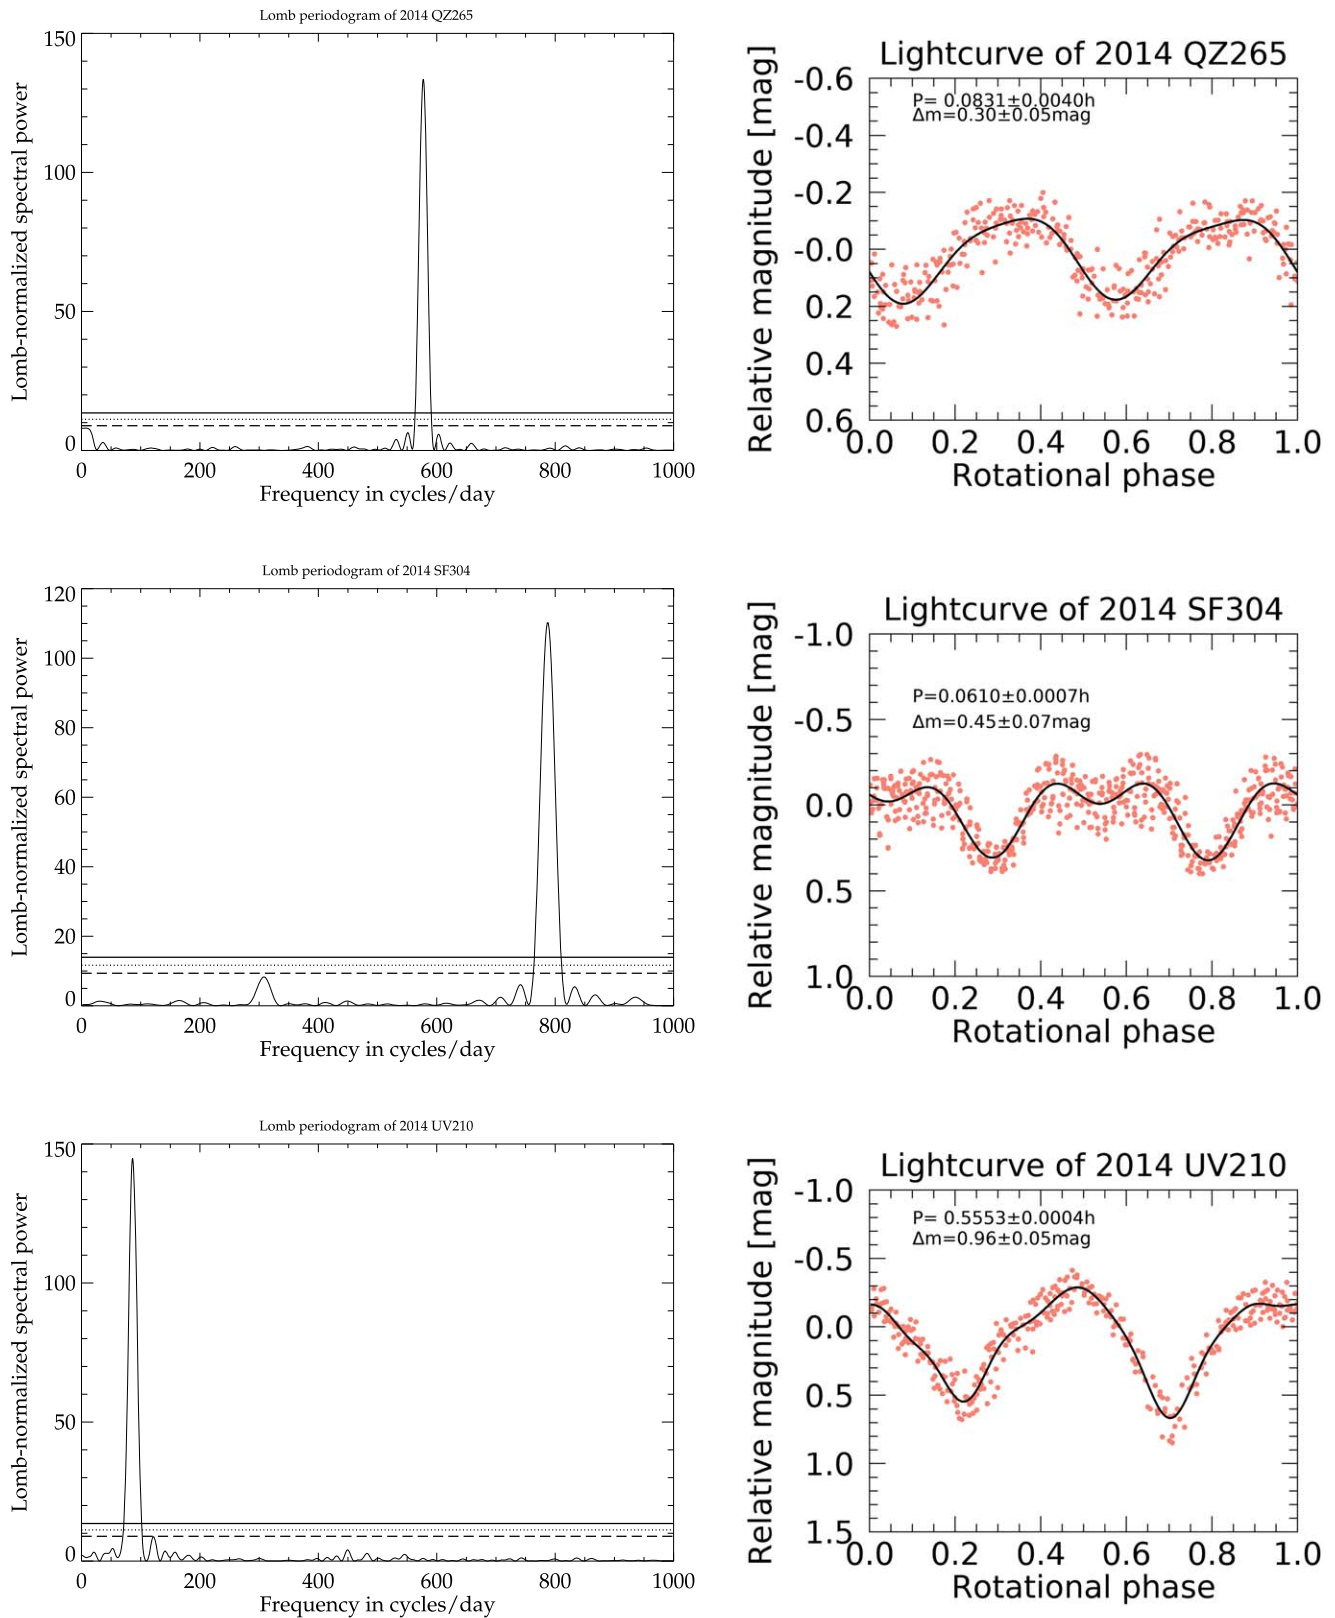 Lomb periodogram of 2014 QZ265
150
100
50
0
Lomb-normalized spectral power
0 200 400 600 800 1000
Frequency in cycles/day
Lightcurve of 2014 QZ265
P= 0.0831±0.0040h
Δm=0.30±0.05mag
-0.6
-0.4
-0.2
-0.0
0.2
0.4
0.6
Relative magnitude [mag]
0.0 0.2 0.4 0.6 0.8 1.0
Rotational phase
Lomb periodogram of 2014 SF304
120
100
80
60
40
20
0
Lomb-normalized spectral power
0 200 400 600 800 1000
Frequency in cycles/day
Lightcurve of 2014 SF304
P=0.0610±0.0007h
Δm=0.45±0.07mag
-1.0
-0.5
0.0
0.5
1.0
Relative magnitude [mag]
0.0 0.2 0.4 0.6 0.8 1.0
Rotational phase
Lomb periodogram of 2014 UV210
150
100
50
0
Lomb-normalized spectral power
0 200 400 600 800 1000
Frequency in cycles/day
Lightcurve of 2014 UV210
P= 0.5553±0.0004h
Δm=0.96±0.05mag
-1.0
-0.5
0.0
0.5
1.0
1.5
Relative magnitude [mag]
0.0 0.2 0.4 0.6 0.8 1.0
Rotational phase